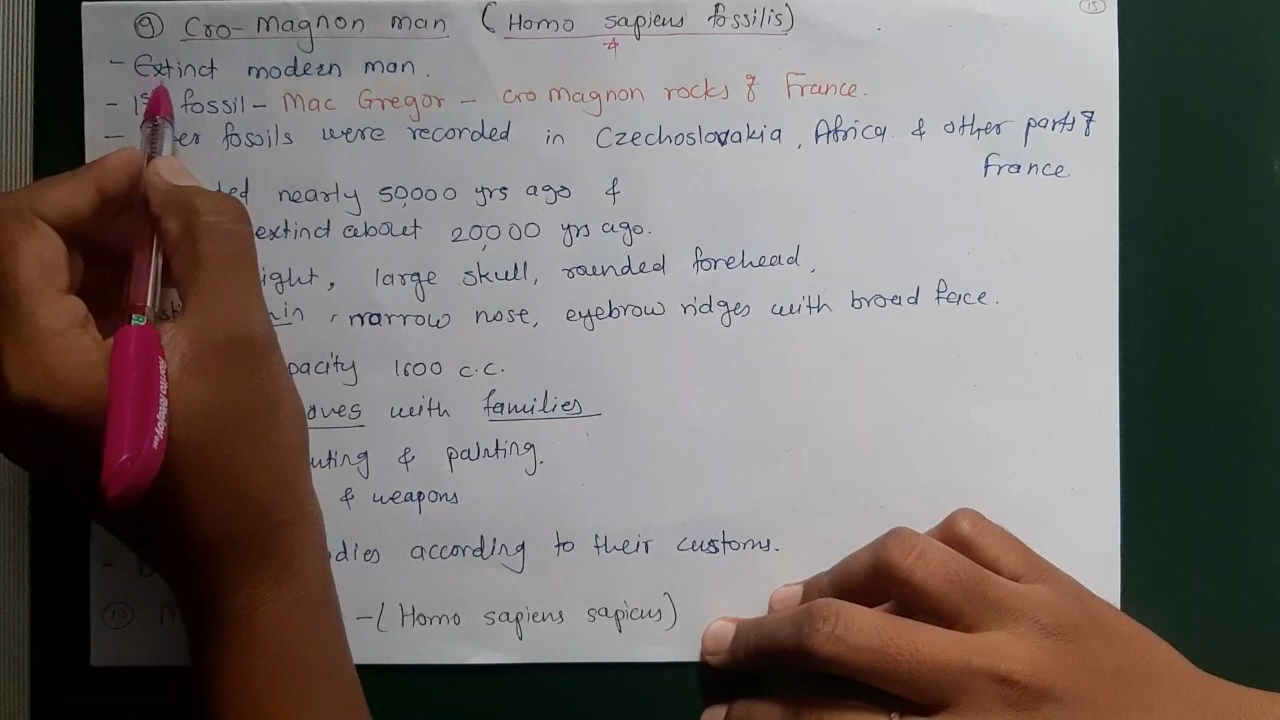 15
9 Cro-Magnon man (Homo sapiens fossilis)
- Extinct modern man.
- 1st fossil - Mac Gregor - cro magnon rocks of France.
- fossils were recorded in Czechoslovakia, Africa & other parts of
France
nearly 50,000 yrs ago &
extinct about 20,000 yrs ago.
large skull, rounded forehead,
narrow nose, eyebrow ridges with broad face.
1600 c.c.
with families
& painting.
& weapons
according to their customs.
10 - (Homo sapiens sapiens)